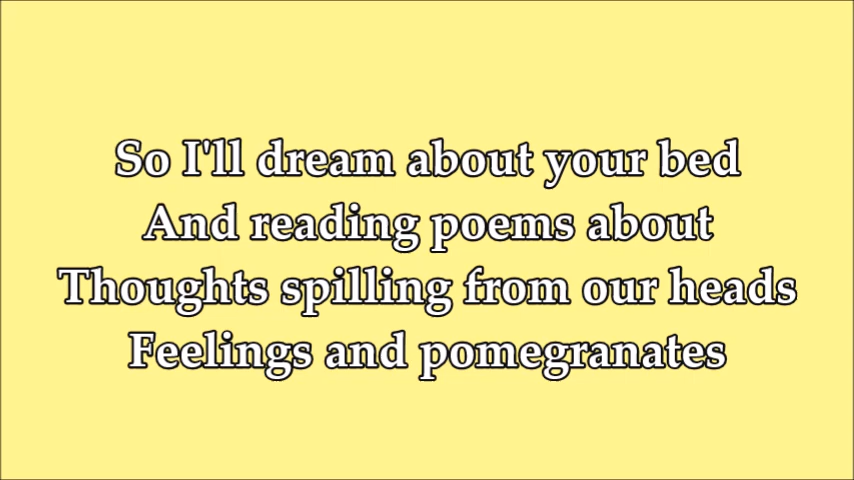 So I'll dream about your bed
And reading poems about
Thoughts spilling from our heads
Feelings and pomegranates